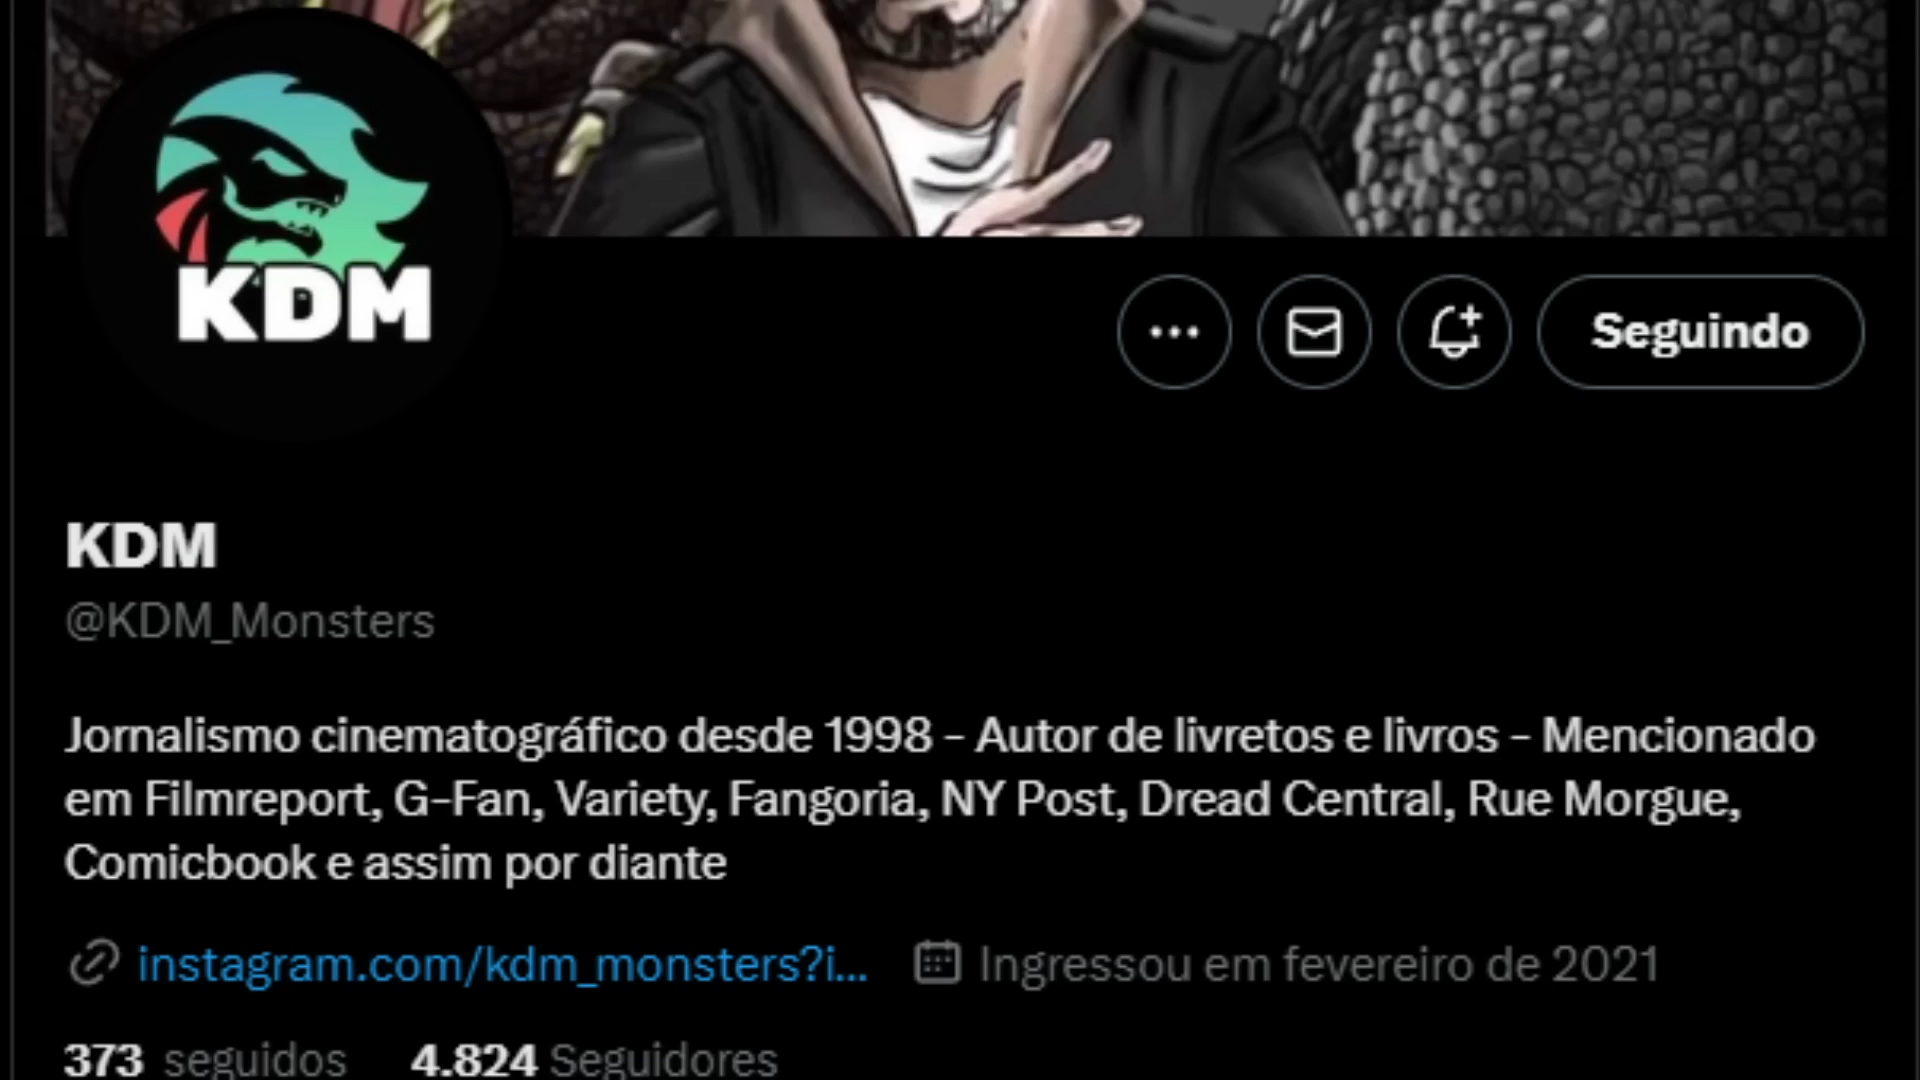 KDM
Seguindo
KDM
@KDM_Monsters
Jornalismo cinematográfico desde 1998 - Autor de livretos e livros - Mencionado
em Filmreport, G-Fan, Variety, Fangoria, NY Post, Dread Central, Rue Morgue,
Comicbook e assim por diante
instagram.com/kdm_monsters?i... Ingressou em fevereiro de 2021
373 seguidos 4.824 Seguidores